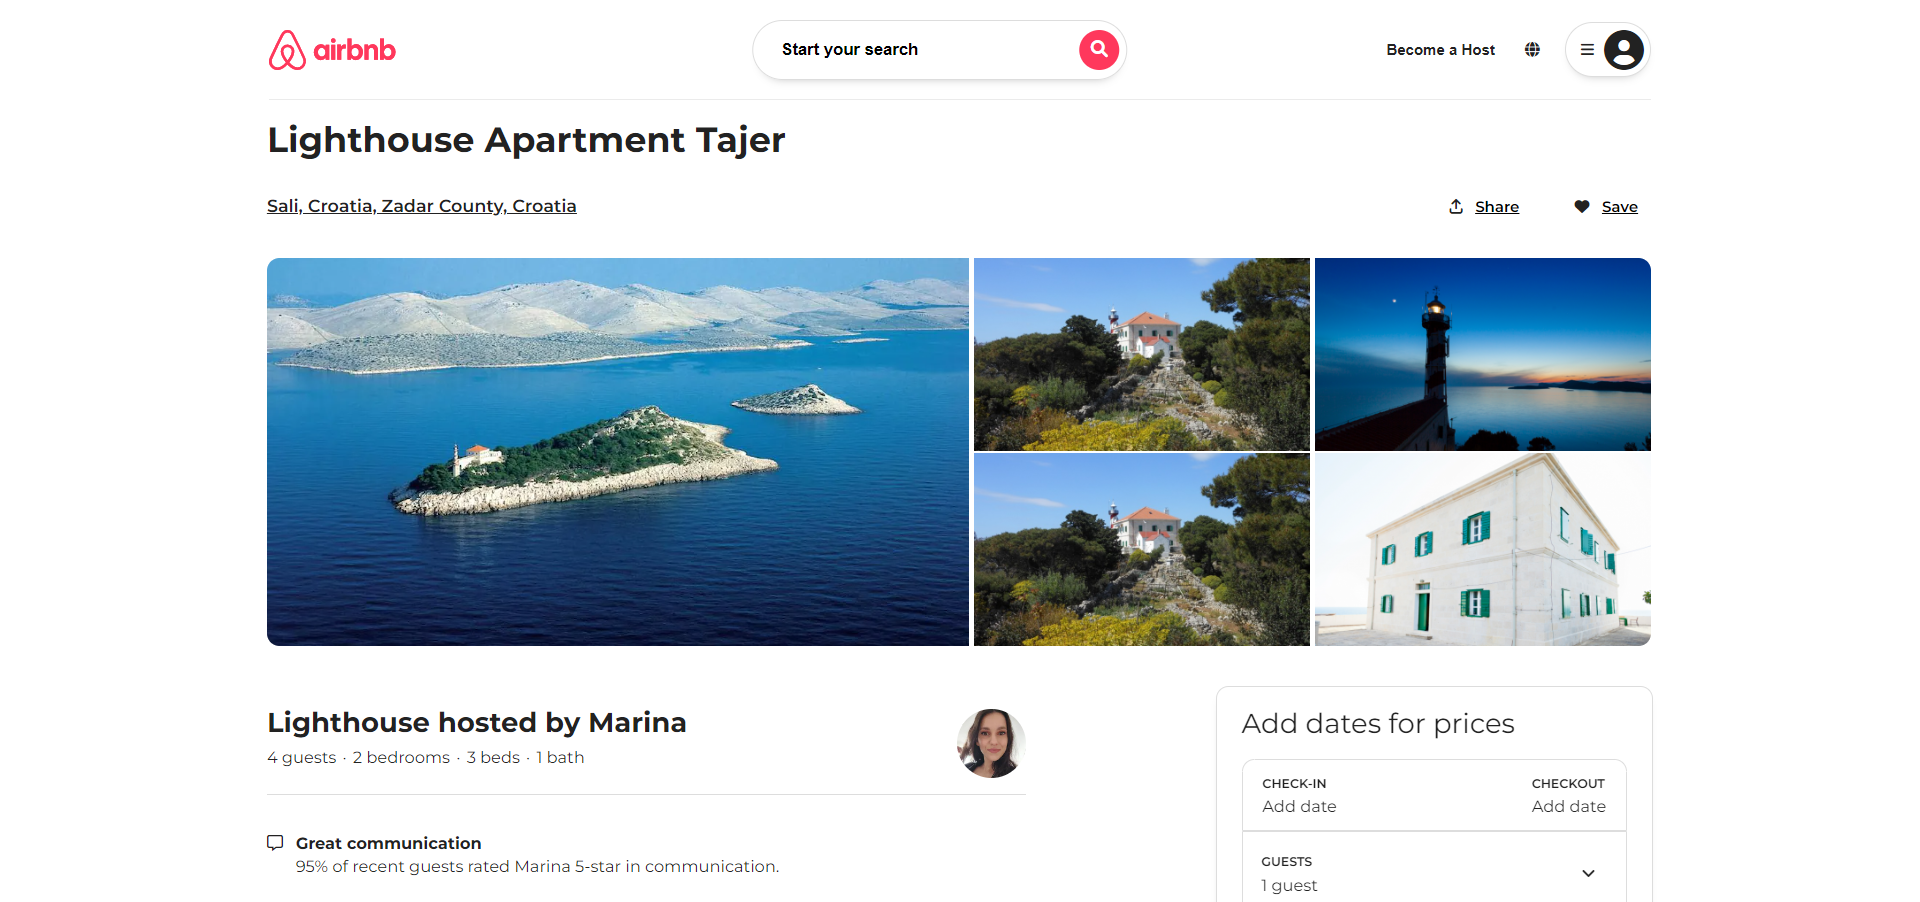 airbnb
Start your search
Become a Host
Lighthouse Apartment Tajer
Sali, Croatia, Zadar County, Croatia
Share
Save
Lighthouse hosted by Marina
4 guests · 2 bedrooms · 3 beds · 1 bath
Great communication
95% of recent guests rated Marina 5-star in communication.
Add dates for prices
CHECK-IN
Add date
CHECKOUT
Add date
GUESTS
1 guest